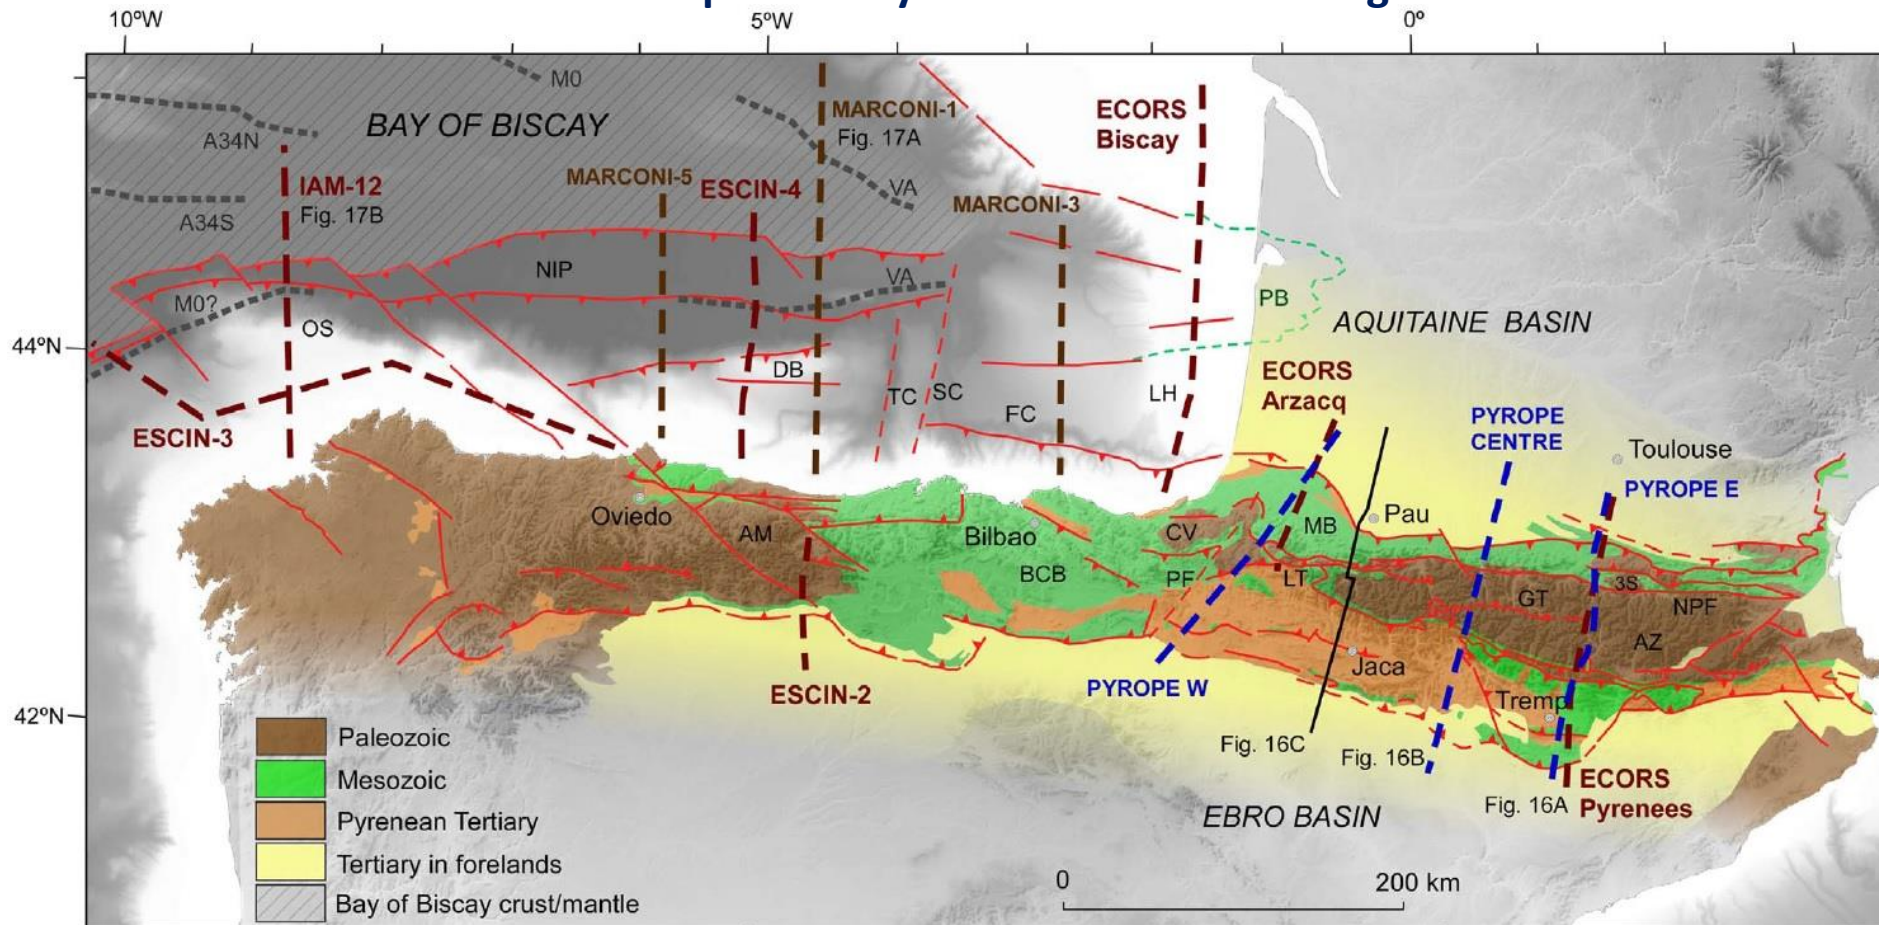 10°W
5°W
0º
M0
A34N
BAY OF BISCAY
MARCONI-1
Fig. 17A
ECORS
Biscay
IAM-12
Fig. 17B
MARCONI-5
ESCIN-4
VA
A34S
MARCONI-3
NIP
VA
M0?
PB
OS
AQUITAINE BASIN
44ºN
DB
TC
SC
LH
FC
ECORS
Arzacq
ESCIN-3
PYROPE
CENTRE
Toulouse
PYROPE E
Oviedo
AM
Bilbao
CV
MB
Pau
BCB
PF
LT
GT
3S
NPF
AZ
Jaca
ESCIN-2
PYROPE W
Tremp
42ºN
Fig. 16C
Fig. 16B
Fig. 16A
ECORS
Pyrenees
EBRO BASIN
Paleozoic
Mesozoic
Pyrenean Tertiary
Tertiary in forelands
Bay of Biscay crust/mantle
0
200 km